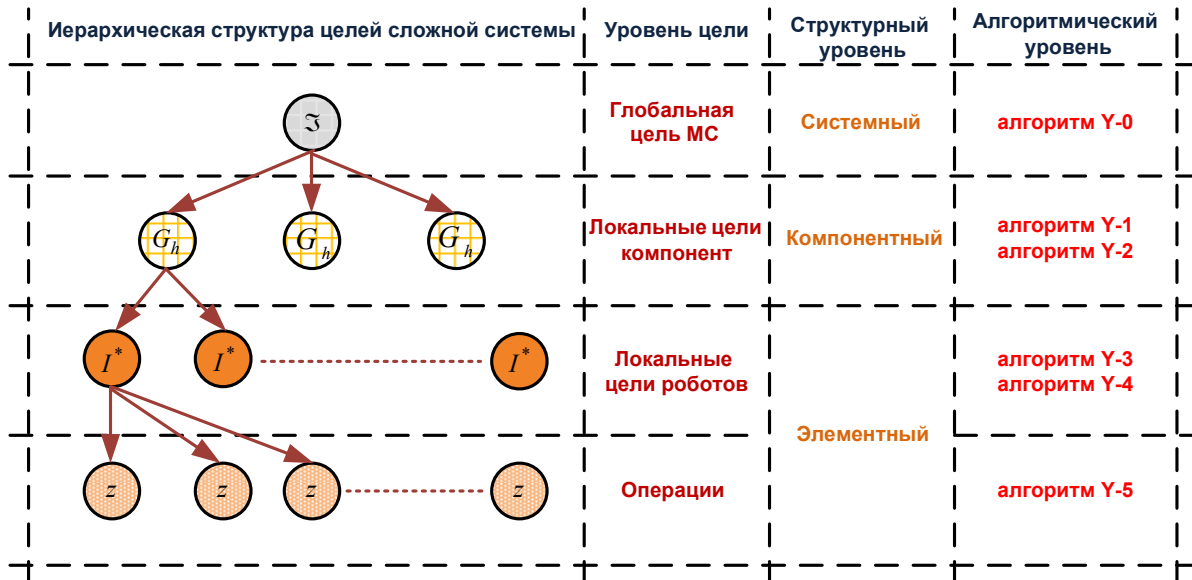 Иерархическая структура целей сложной системы
Уровень цели
Структурный
уровень
Алгоритмический
уровень
ℑ
Глобальная
цель МС
Системный
алгоритм Y-0
G_h
G_h
G_h
Локальные цели
компонент
Компонентный
алгоритм Y-1
алгоритм Y-2
I*
I*
I*
Локальные
цели роботов
алгоритм Y-3
алгоритм Y-4
Элементный
z
z
z
z
Операции
алгоритм Y-5